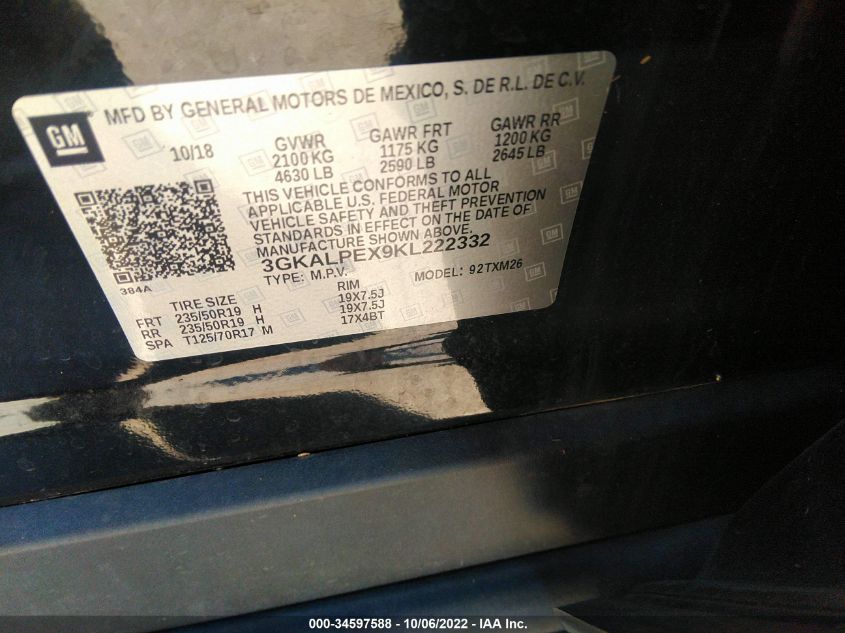 GM
MFD BY GENERAL MOTORS DE MEXICO, S. DE R.L. DE C.V.
10/18 GVWR GAWR FRT GAWR RR
2100 KG 1175 KG 1200 KG
4630 LB 2590 LB 2645 LB
THIS VEHICLE CONFORMS TO ALL
APPLICABLE U.S. FEDERAL MOTOR
VEHICLE SAFETY AND THEFT PREVENTION
STANDARDS IN EFFECT ON THE DATE OF
MANUFACTURE SHOWN ABOVE.
3GKALPEX9KL222332
TYPE: M.P.V. MODEL: 92TXM26
384A
TIRE SIZE RIM
FRT 235/50R19 H 19X7.5J
RR 235/50R19 H 19X7.5J
SPA T125/70R17 M 17X4BT
000-34597588 - 10/06/2022 - IAA Inc.